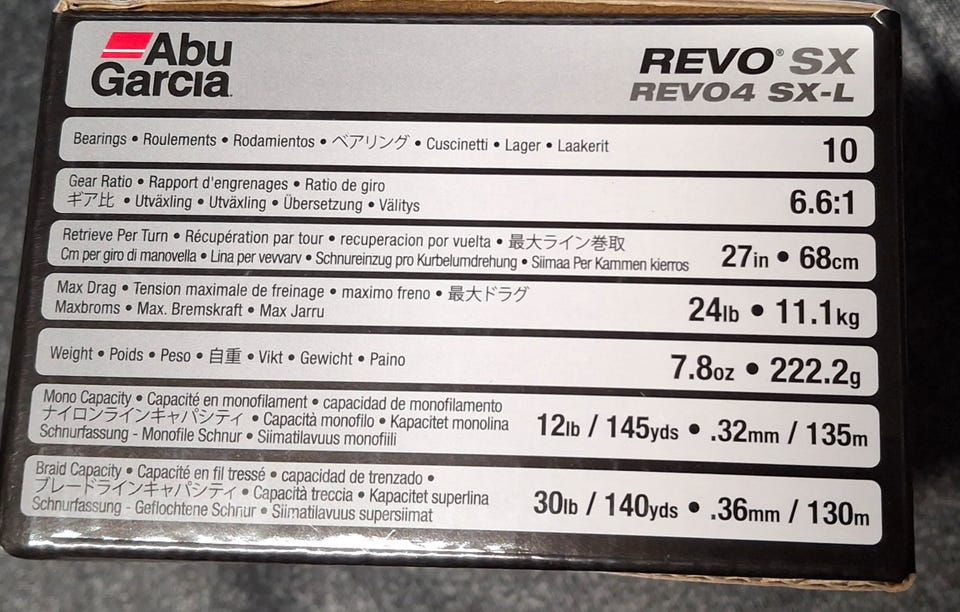 Abu
Garcia
REVO® SX
REVO4 SX-L
Bearings • Roulements • Rodamientos • ベアリング • Cuscinetti • Lager • Laakerit
10
Gear Ratio • Rapport d'engrenages • Ratio de giro
ギア比 • Utväxling • Utväxling • Übersetzung • Välitys
6.6:1
Retrieve Per Turn • Récupération par tour • recuperacion por vuelta • 最大ライン巻取
Cm per giro di manovella • Lina per vevvarv • Schnureinzug pro Kurbelumdrehung • Siimaa Per Kammen kierros
27in • 68cm
Max Drag • Tension maximale de freinage • maximo freno • 最大ドラグ
Maxbroms • Max. Bremskraft • Max Jarru
24lb • 11.1kg
Weight • Poids • Peso • 自重 • Vikt • Gewicht • Paino
7.8oz • 222.2g
Mono Capacity • Capacité en monofilament • capacidad de monofilamento
ナイロンラインキャパシティ • Capacità monofilo • Kapacitet monolina
Schnurfassung - Monofile Schnur • Siimatilavuus monofiili
12lb / 145yds • .32mm / 135m
Braid Capacity • Capacité en fil tressé • capacidad de trenzado •
ブレードラインキャパシティ • Capacità treccia • Kapacitet superlina
Schnurfassung - Geflochtene Schnur • Siimatilavuus supersiimat
30lb / 140yds • .36mm / 130m